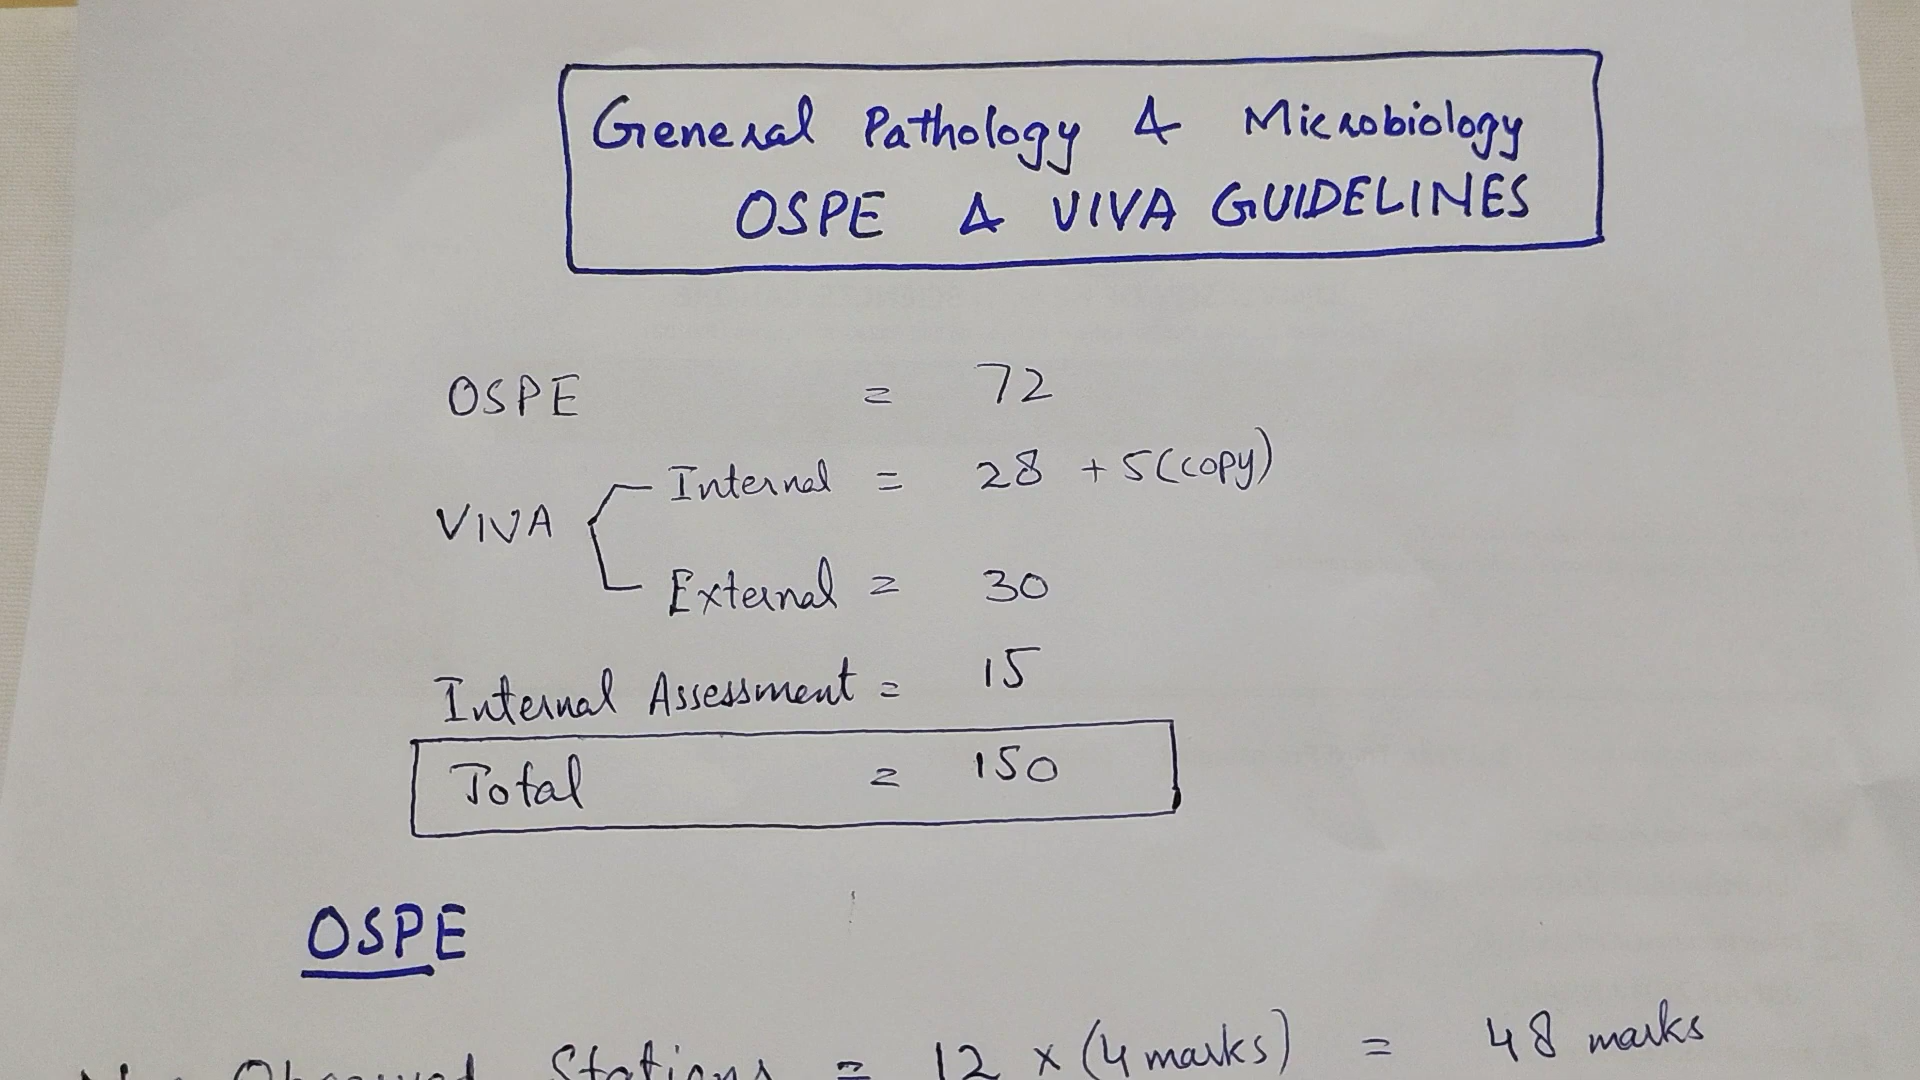 General Pathology & Microbiology
OSPE & VIVA GUIDELINES
OSPE = 72
VIVA Internal = 28 + 5 (copy)
External = 30
Internal Assessment = 15
Total = 150
OSPE
Observed Stations = 12 x (4 marks) = 48 marks